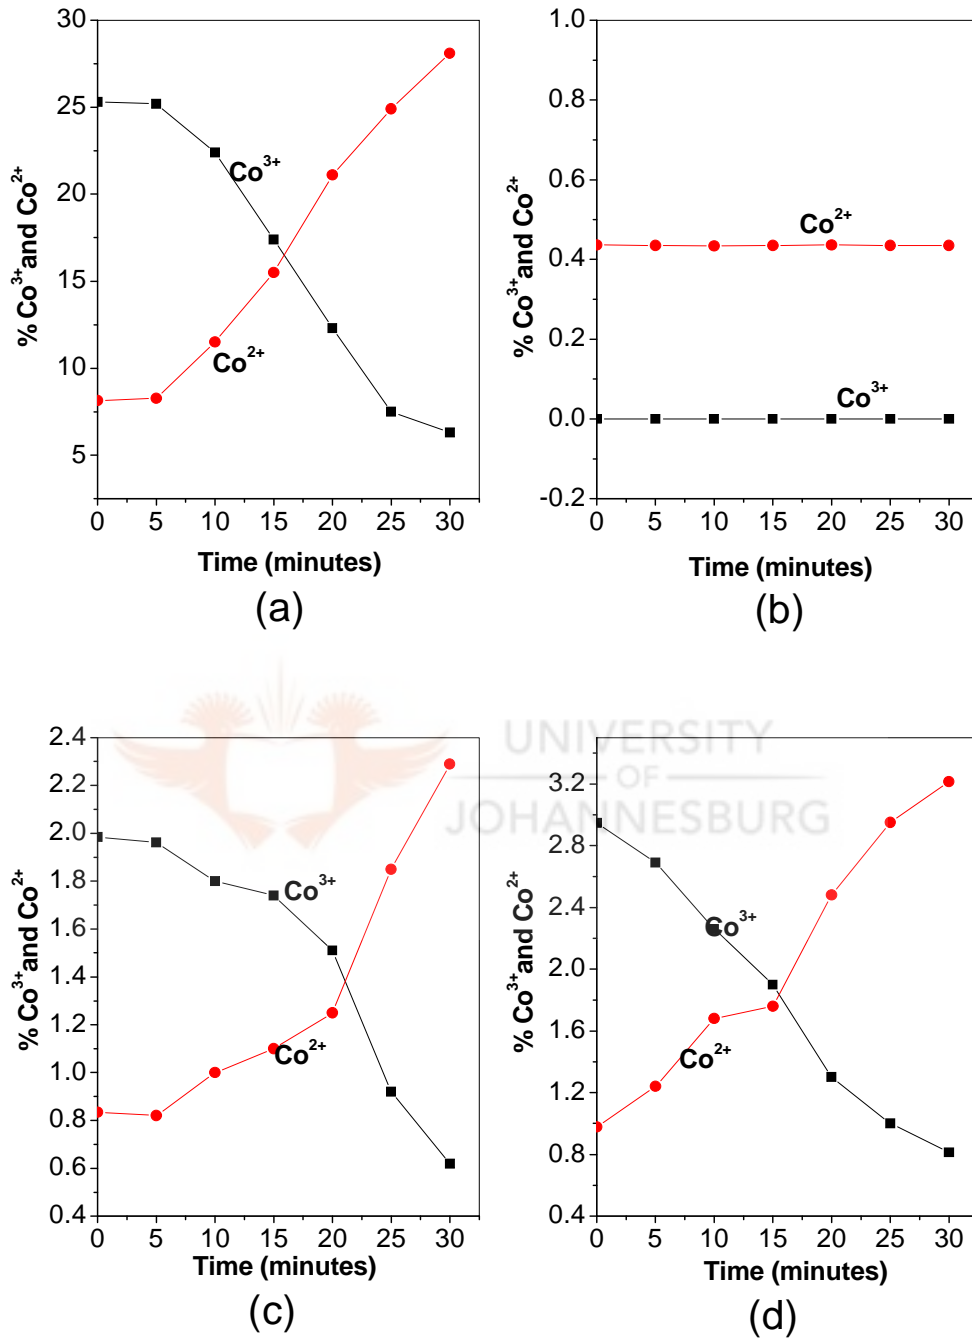 30
25
20
15
10
5
% Co3+ and Co2+
Co3+
Co2+
0 5 10 15 20 25 30
Time (minutes)
(a)
1.0
0.8
0.6
0.4
0.2
0.0
-0.2
% Co3+ and Co2+
Co2+
Co3+
0 5 10 15 20 25 30
Time (minutes)
(b)
UNIVERSITY
OF
JOHANNESBURG
2.4
2.2
2.0
1.8
1.6
1.4
1.2
1.0
0.8
0.6
0.4
% Co3+ and Co2+
Co3+
Co2+
0 5 10 15 20 25 30
Time (minutes)
(c)
3.2
2.8
2.4
2.0
1.6
1.2
0.8
0.4
% Co3+ and Co2+
Co3+
Co2+
0 5 10 15 20 25 30
Time (minutes)
(d)